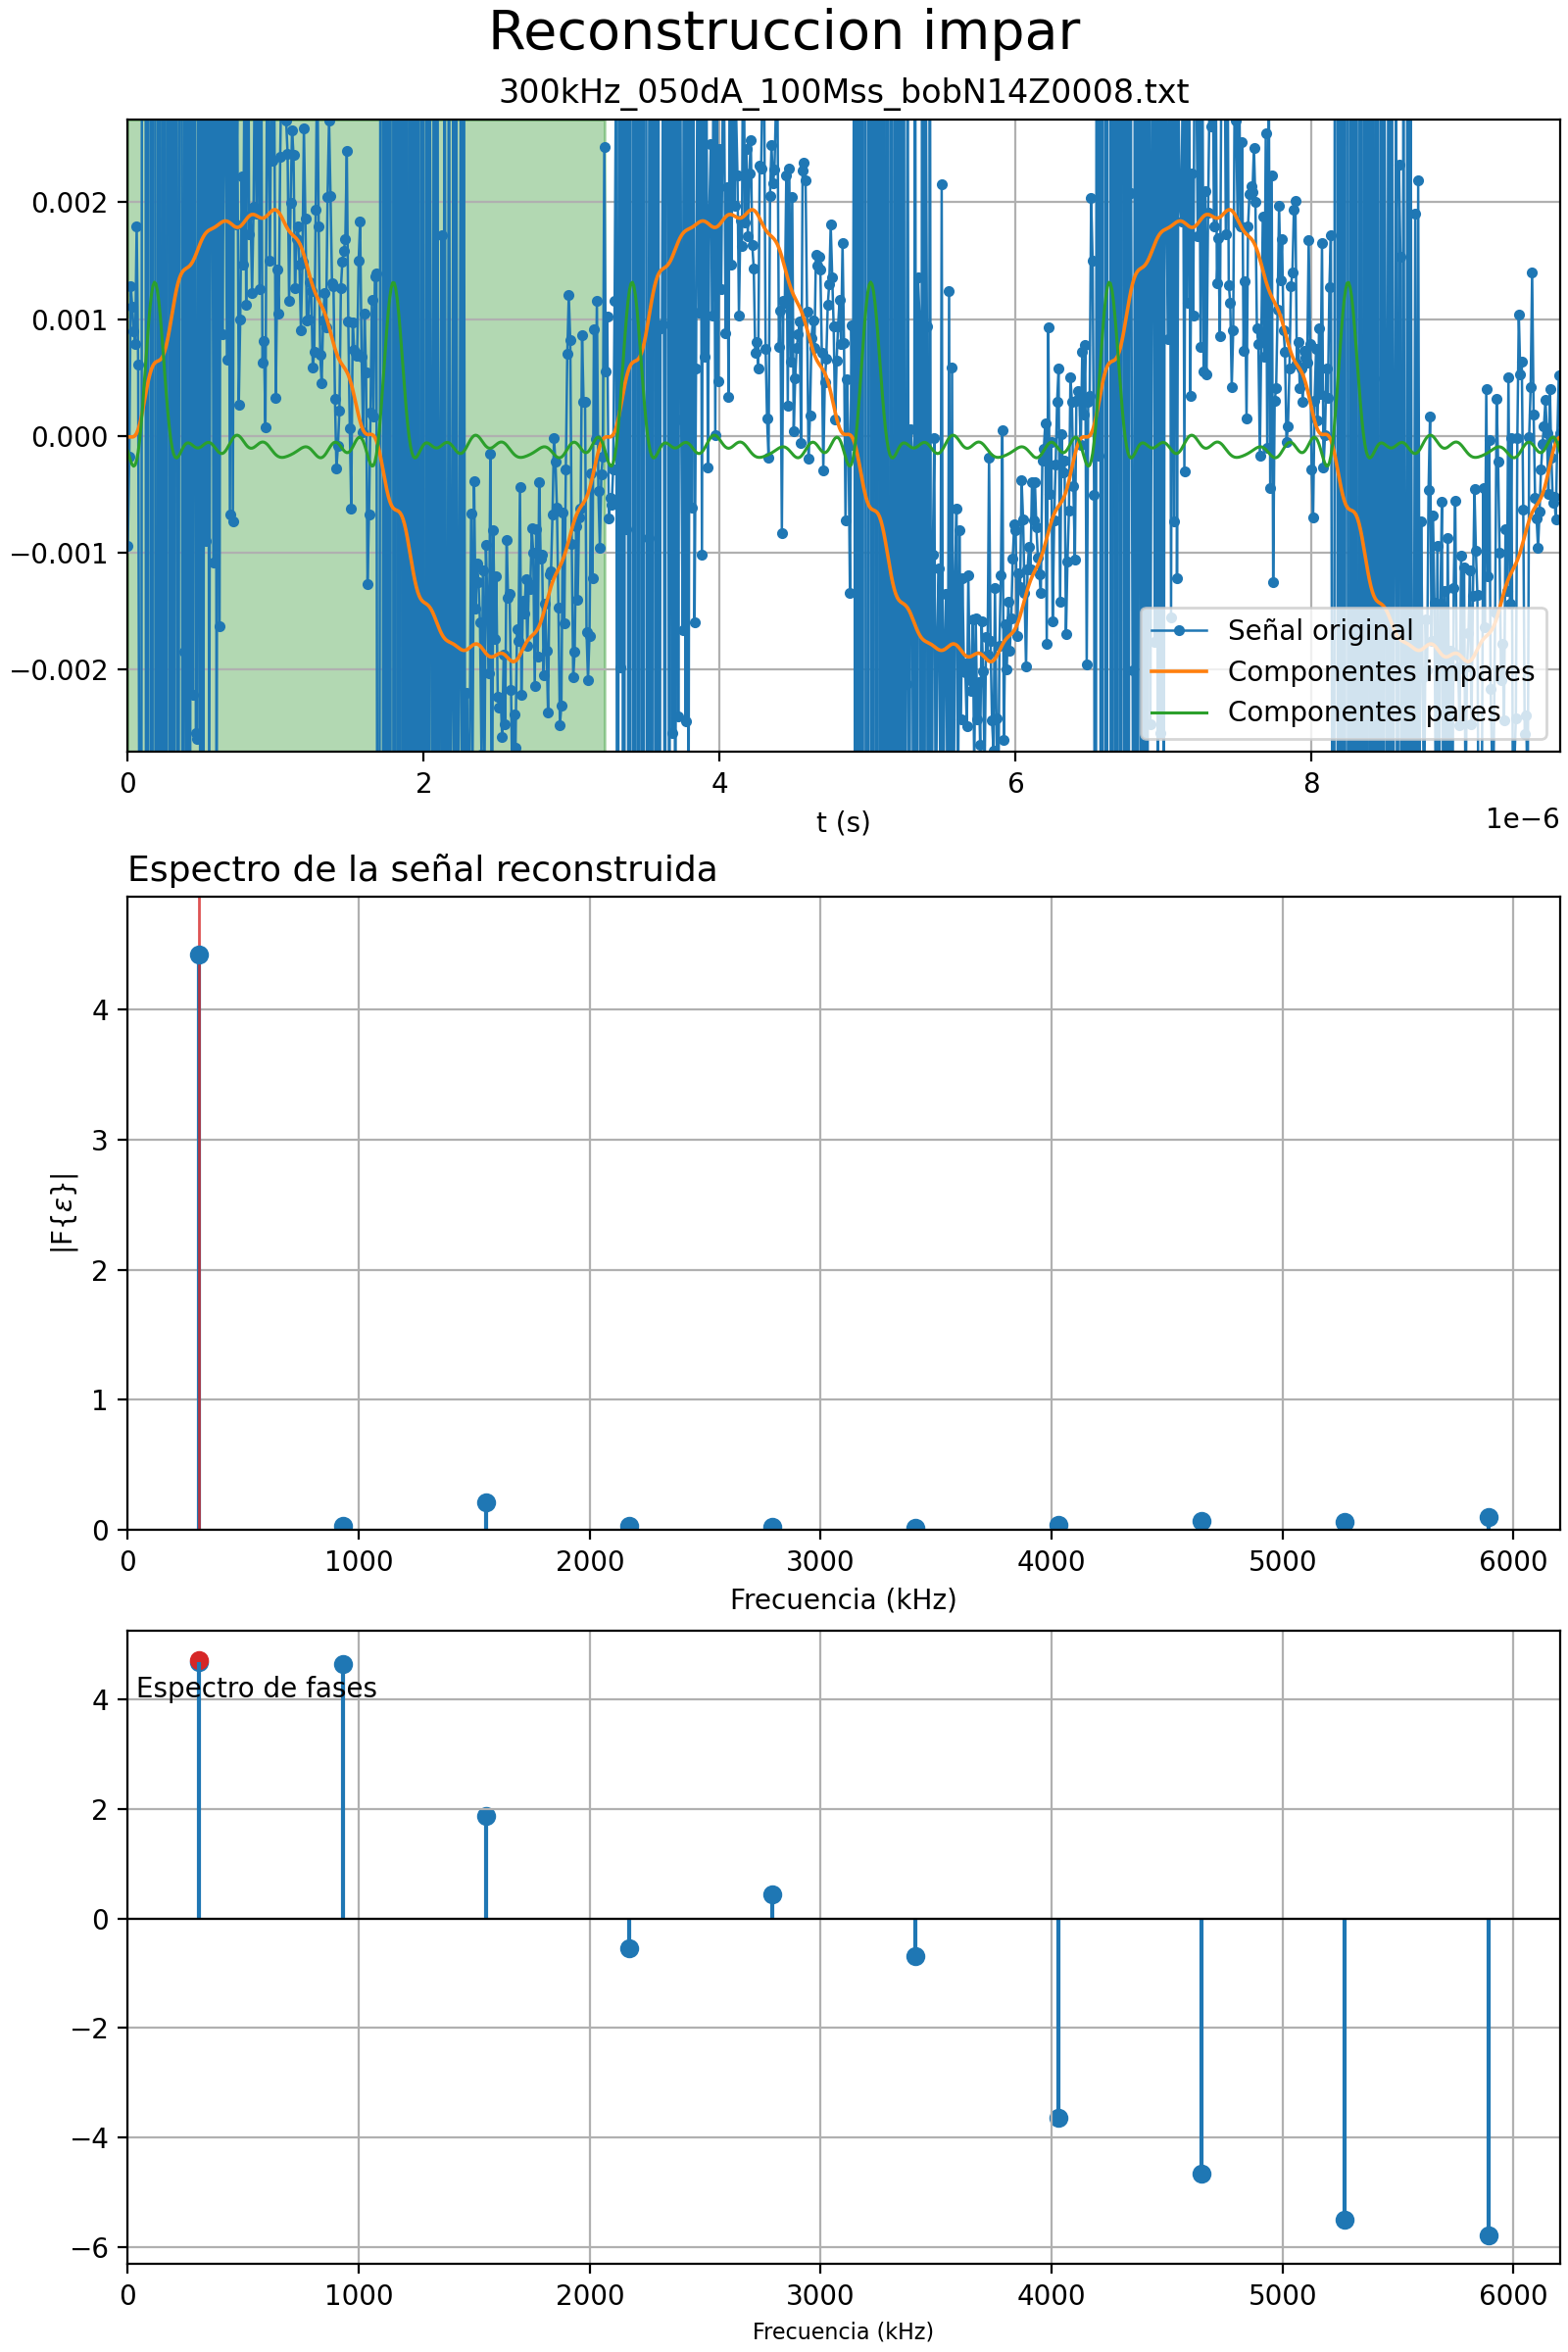 Reconstruccion impar
300kHz_050dA_100Mss_bobN14Z0008.txt
0.002
0.001
0.000
−0.001
−0.002
Señal original
Componentes impares
Componentes pares
0 2 4 6 8
1e−6
t (s)
Espectro de la señal reconstruida
4
3
2
1
0
|F{ε}|
0 1000 2000 3000 4000 5000 6000
Frecuencia (kHz)
Espectro de fases
4
2
0
−2
−4
−6
0 1000 2000 3000 4000 5000 6000
Frecuencia (kHz)